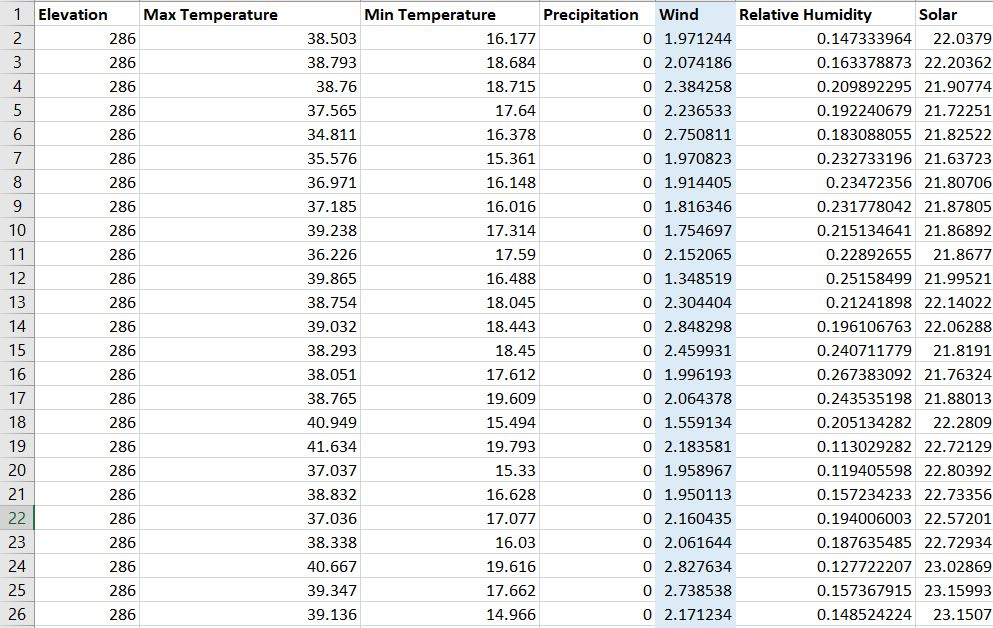 1 Elevation Max Temperature Min Temperature Precipitation Wind Relative Humidity Solar
2 286 38.503 16.177 0 1.971244 0.147333964 22.0379
3 286 38.793 18.684 0 2.074186 0.163378873 22.20362
4 286 38.76 18.715 0 2.384258 0.209892295 21.90774
5 286 37.565 17.64 0 2.236533 0.192240679 21.72251
6 286 34.811 16.378 0 2.750811 0.183088055 21.82522
7 286 35.576 15.361 0 1.970823 0.232733196 21.63723
8 286 36.971 16.148 0 1.914405 0.23472356 21.80706
9 286 37.185 16.016 0 1.816346 0.231778042 21.87805
10 286 39.238 17.314 0 1.754697 0.215134641 21.86892
11 286 36.226 17.59 0 2.152065 0.22892655 21.8677
12 286 39.865 16.488 0 1.348519 0.25158499 21.99521
13 286 38.754 18.045 0 2.304404 0.21241898 22.14022
14 286 39.032 18.443 0 2.848298 0.196106763 22.06288
15 286 38.293 18.45 0 2.459931 0.240711779 21.8191
16 286 38.051 17.612 0 1.996193 0.267383092 21.76324
17 286 38.765 19.609 0 2.064378 0.243535198 21.88013
18 286 40.949 15.494 0 1.559134 0.205134282 22.2809
19 286 41.634 19.793 0 2.183581 0.113029282 22.72129
20 286 37.037 15.33 0 1.958967 0.119405598 22.80392
21 286 38.832 16.628 0 1.950113 0.157234233 22.73356
22 286 37.036 17.077 0 2.160435 0.194006003 22.57201
23 286 38.338 16.03 0 2.061644 0.187635485 22.72934
24 286 40.667 19.616 0 2.827634 0.127722207 23.02869
25 286 39.347 17.662 0 2.738538 0.157367915 23.15993
26 286 39.136 14.966 0 2.171234 0.148524224 23.1507